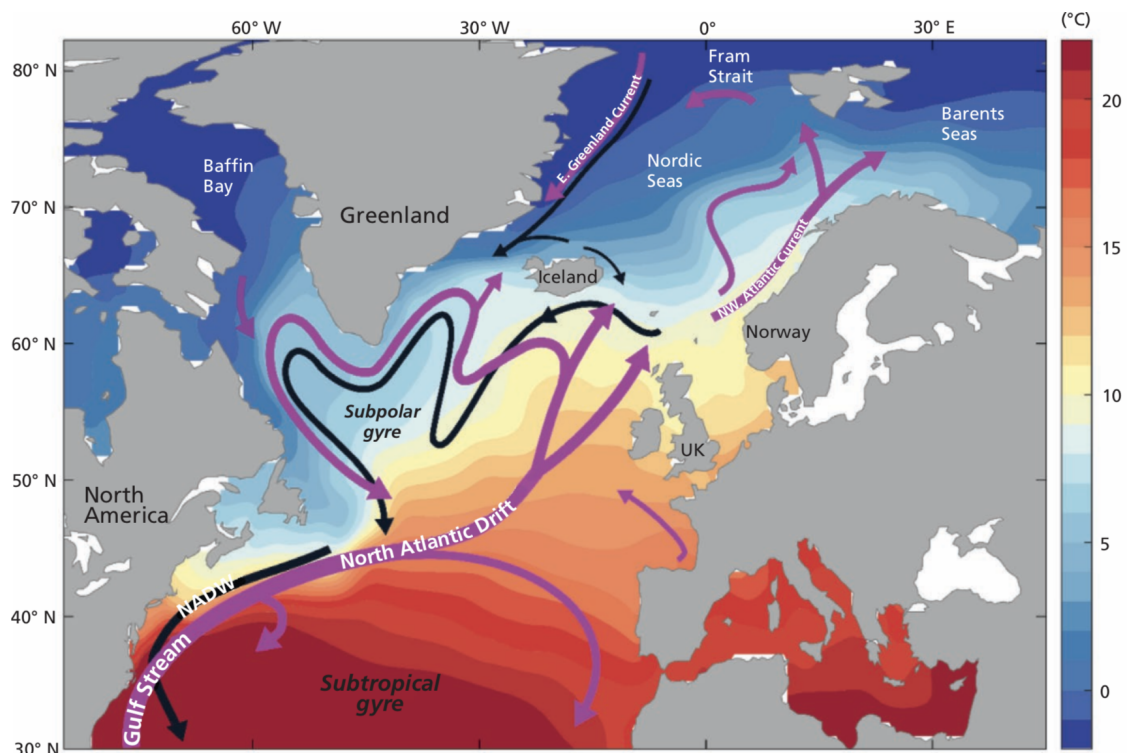 60° W
30° W
0°
30° E
(°C)
80° N
70° N
60° N
50° N
40° N
30° N
20
15
10
5
0
Fram
Strait
Barents
Seas
Nordic
Seas
Baffin
Bay
E. Greenland Current
Greenland
Iceland
NW. Atlantic Current
Norway
Subpolar
gyre
UK
North
America
North Atlantic Drift
NADW
Gulf Stream
Subtropical
gyre